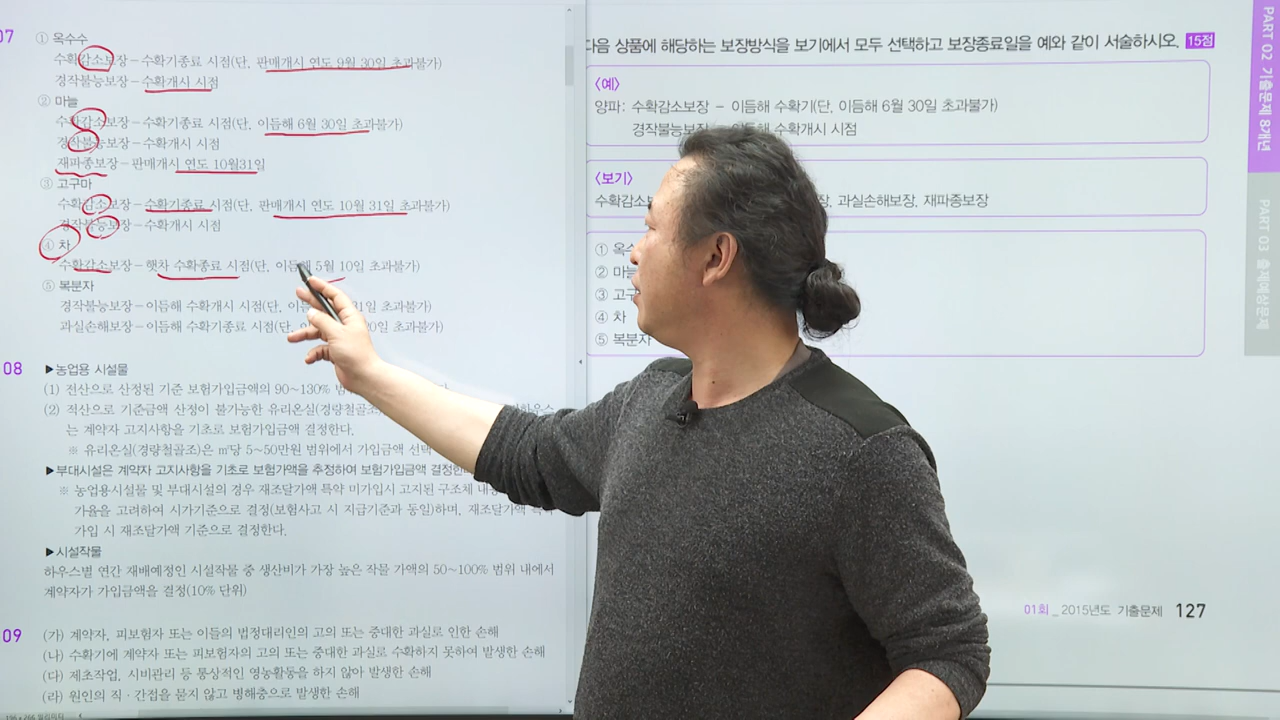 07
① 옥수수
수확감소보장 – 수확기종료 시점(단, 판매개시 연도 9월 30일 초과불가)
경작불능보장 – 수확개시 시점
② 마늘
수확감소보장 – 수확기종료 시점(단, 이듬해 6월 30일 초과불가)
경작불능보장 – 수확개시 시점
재파종보장 – 판매개시 연도 10월31일
③ 고구마
수확감소보장 – 수확기종료 시점(단, 판매개시 연도 10월 31일 초과불가)
경작불능보장 – 수확개시 시점
④ 차
수확감소보장 – 햇차 수확종료 시점(단, 이듬해 5월 10일 초과불가)
⑤ 복분자
경작불능보장 – 이듬해 수확개시 시점(단, 31일 초과불가)
과실손해보장 – 이듬해 수확기종료 시점(단, 0일 초과불가)
08
▶농업용 시설물
(1) 전산으로 산정된 기준 보험가입금액의 90~130%
(2) 적산으로 기준금액 산정이 불가능한 유리온실(경량철골조) 하우스
는 계약자 고지사항을 기초로 보험가입금액 결정한다.
※ 유리온실(경량철골조)은 ㎡당 5~50만원 범위에서 가입금액 선택
▶부대시설은 계약자 고지사항을 기초로 보험가액을 추정하여 보험가입금액 결정한
※ 농업용시설물 및 부대시설의 경우 재조달가액 특약 미가입시 고지된 구조체 내용
가율을 고려하여 시가기준으로 결정(보험사고 시 지급기준과 동일)하며, 재조달가액 특약
가입 시 재조달가액 기준으로 결정한다.
▶시설작물
하우스별 연간 재배예정인 시설작물 중 생산비가 가장 높은 작물 가액의 50~100% 범위 내에서
계약자가 가입금액을 결정(10% 단위)
09
(가) 계약자, 피보험자 또는 이들의 법정대리인의 고의 또는 중대한 과실로 인한 손해
(나) 수확기에 계약자 또는 피보험자의 고의 또는 중대한 과실로 수확하지 못하여 발생한 손해
(다) 제초작업, 시비관리 등 통상적인 영농활동을 하지 않아 발생한 손해
(라) 원인의 직·간접을 묻지 않고 병해충으로 발생한 손해
다음 상품에 해당하는 보장방식을 보기에서 모두 선택하고 보장종료일을 예와 같이 서술하시오. 15점
〈예〉
양파: 수확감소보장 – 이듬해 수확기(단, 이듬해 6월 30일 초과불가)
경작불능보장 – 이듬해 수확개시 시점
〈보기〉
수확감소보장, 과실손해보장, 재파종보장
① 옥수
② 마늘
③ 고구
④ 차
⑤ 복분자
01회 _ 2015년도 기출문제 127
PART 02 기출문제 8개년
PART 03 출제예상문제